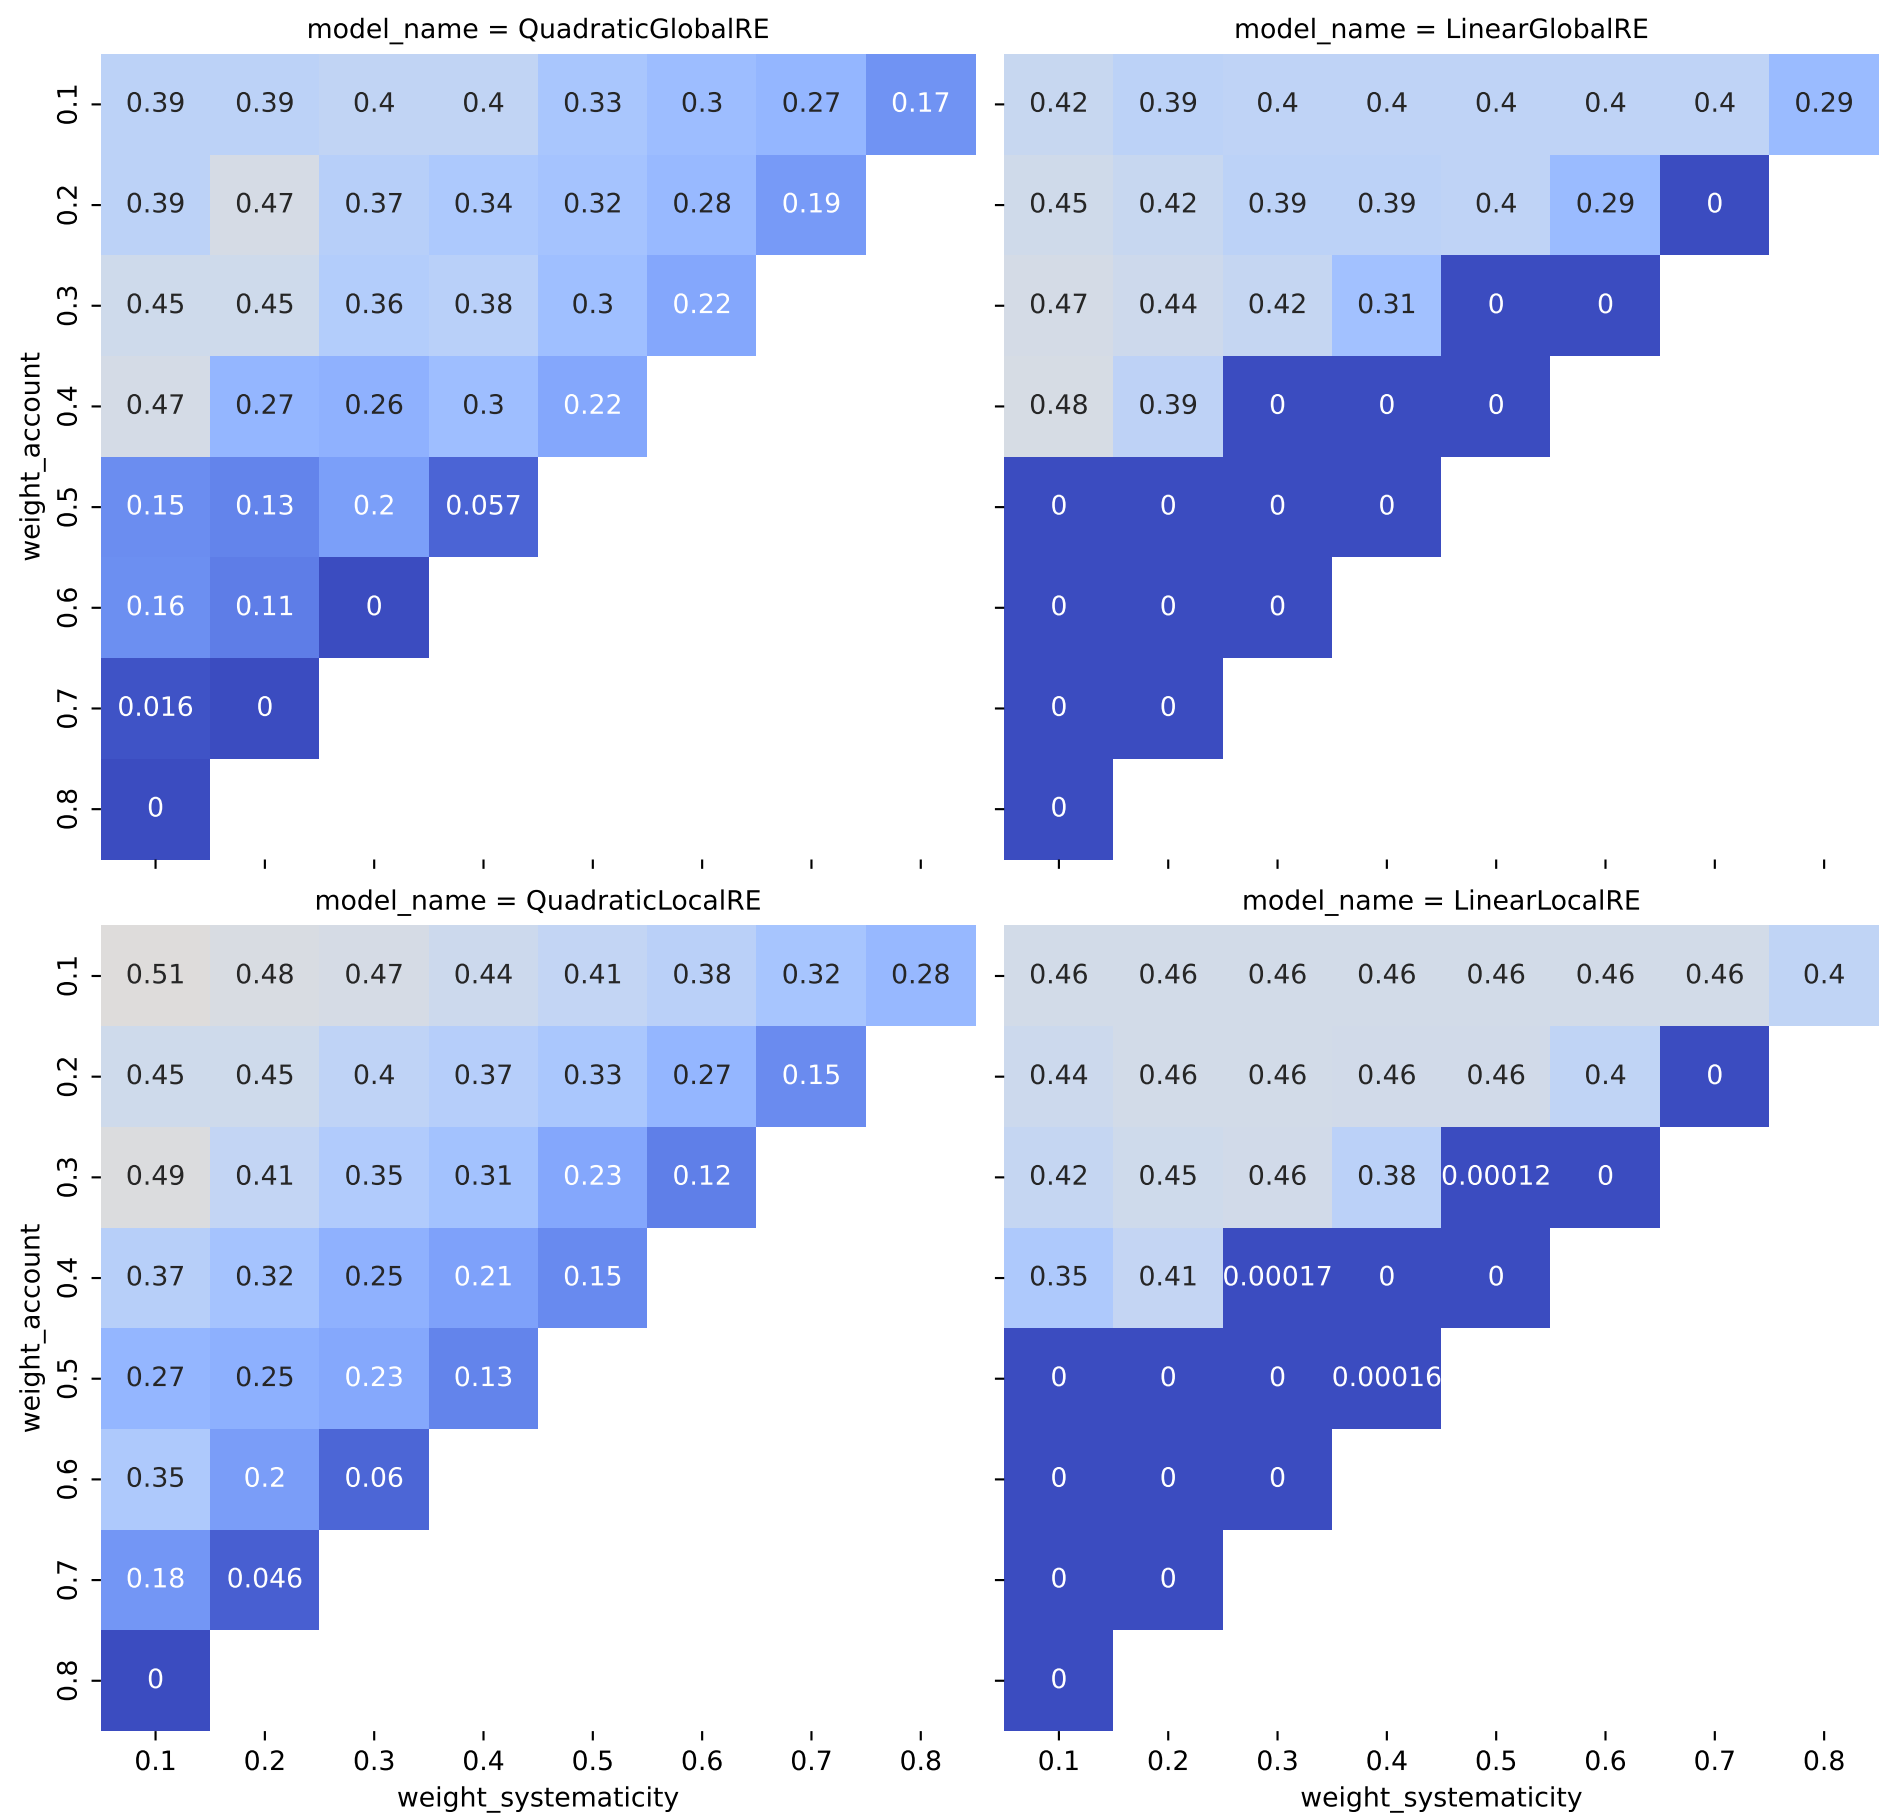 model_name = QuadraticGlobalRE
model_name = LinearGlobalRE
0.1 0.39 0.39 0.4 0.4 0.33 0.3 0.27 0.17 0.42 0.39 0.4 0.4 0.4 0.4 0.4 0.29
0.2 0.39 0.47 0.37 0.34 0.32 0.28 0.19 0.45 0.42 0.39 0.39 0.4 0.29 0
0.3 0.45 0.45 0.36 0.38 0.3 0.22 0.47 0.44 0.42 0.31 0 0
0.4 0.47 0.27 0.26 0.3 0.22 0.48 0.39 0 0 0
weight_account
0.5 0.15 0.13 0.2 0.057 0 0 0 0
0.6 0.16 0.11 0 0 0 0
0.7 0.016 0 0 0
0.8 0 0
model_name = QuadraticLocalRE
model_name = LinearLocalRE
0.1 0.51 0.48 0.47 0.44 0.41 0.38 0.32 0.28 0.46 0.46 0.46 0.46 0.46 0.46 0.46 0.4
0.2 0.45 0.45 0.4 0.37 0.33 0.27 0.15 0.44 0.46 0.46 0.46 0.46 0.4 0
0.3 0.49 0.41 0.35 0.31 0.23 0.12 0.42 0.45 0.46 0.38 0.00012 0
0.4 0.37 0.32 0.25 0.21 0.15 0.35 0.41 0.00017 0 0
weight_account
0.5 0.27 0.25 0.23 0.13 0 0 0 0.00016
0.6 0.35 0.2 0.06 0 0 0
0.7 0.18 0.046 0 0
0.8 0 0
0.1 0.2 0.3 0.4 0.5 0.6 0.7 0.8 0.1 0.2 0.3 0.4 0.5 0.6 0.7 0.8
weight_systematicity
weight_systematicity